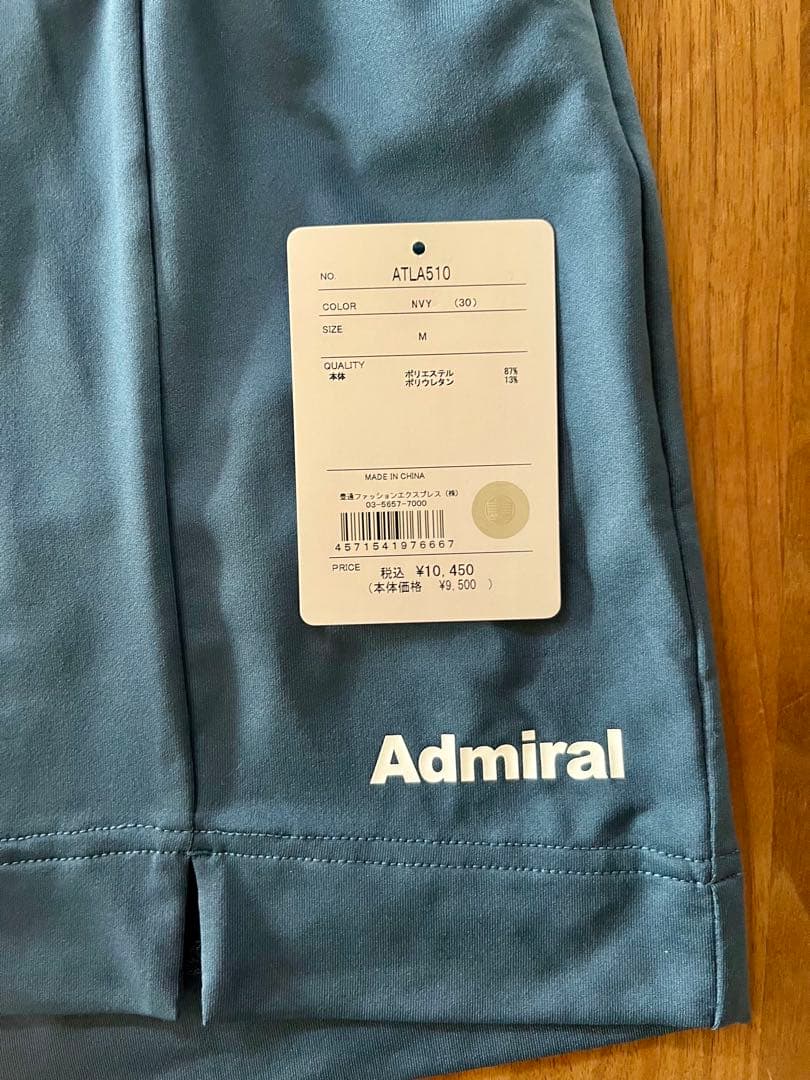 NO. ATLA510
COLOR NVY (30)
SIZE M
QUALITY
本体 ポリエステル 87%
ポリウレタン 13%
MADE IN CHINA
豊通ファッションエクスプレス (株)
03-5657-7000
4571541976667
PRICE 税込 ¥10,450
(本体価格 ¥9,500 )
Admiral